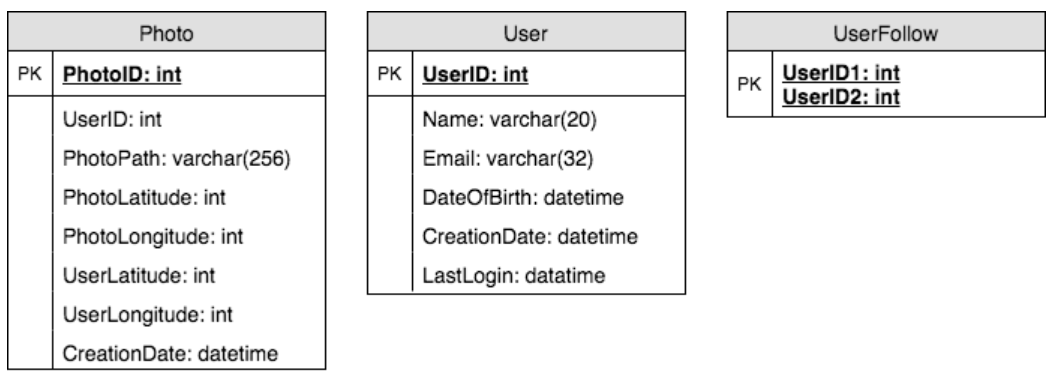 Photo
PK PhotoID: int
UserID: int
PhotoPath: varchar(256)
PhotoLatitude: int
PhotoLongitude: int
UserLatitude: int
UserLongitude: int
CreationDate: datetime
User
PK UserID: int
Name: varchar(20)
Email: varchar(32)
DateOfBirth: datetime
CreationDate: datetime
LastLogin: datatime
UserFollow
PK UserID1: int
UserID2: int